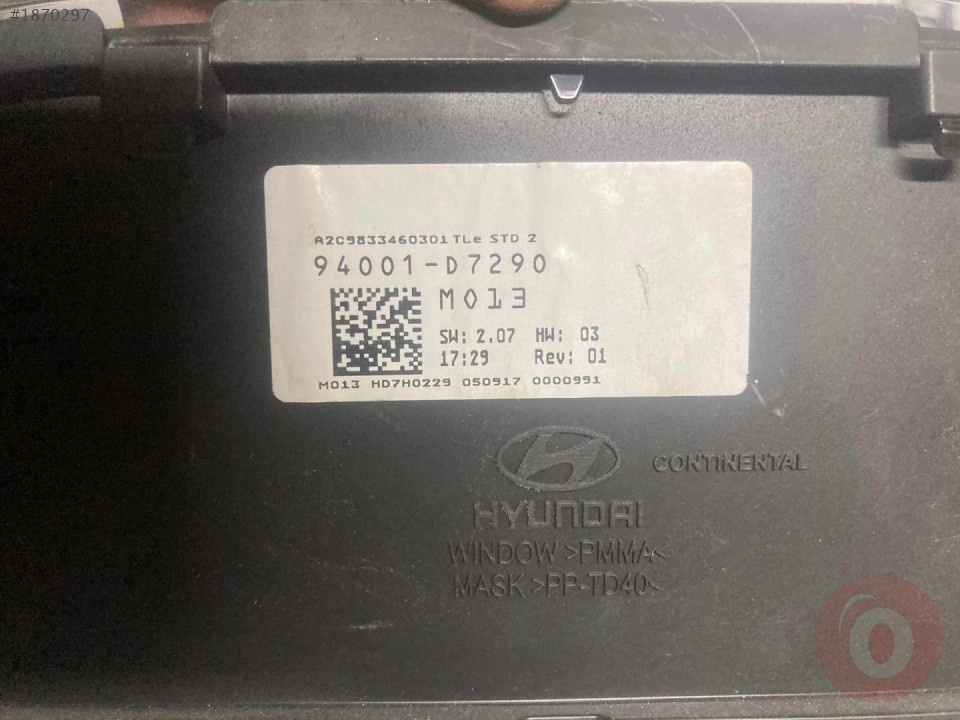 #1870297
A2C9833460301 TLe STD 2
94001-D7290
M013
SW: 2.07 HW: 03
17:29 Rev: 01
M013 HD7H0229 050917 0000991
CONTINENTAL
HYUNDAI
WINDOW >PMMA<
MASK >PP-TD40<